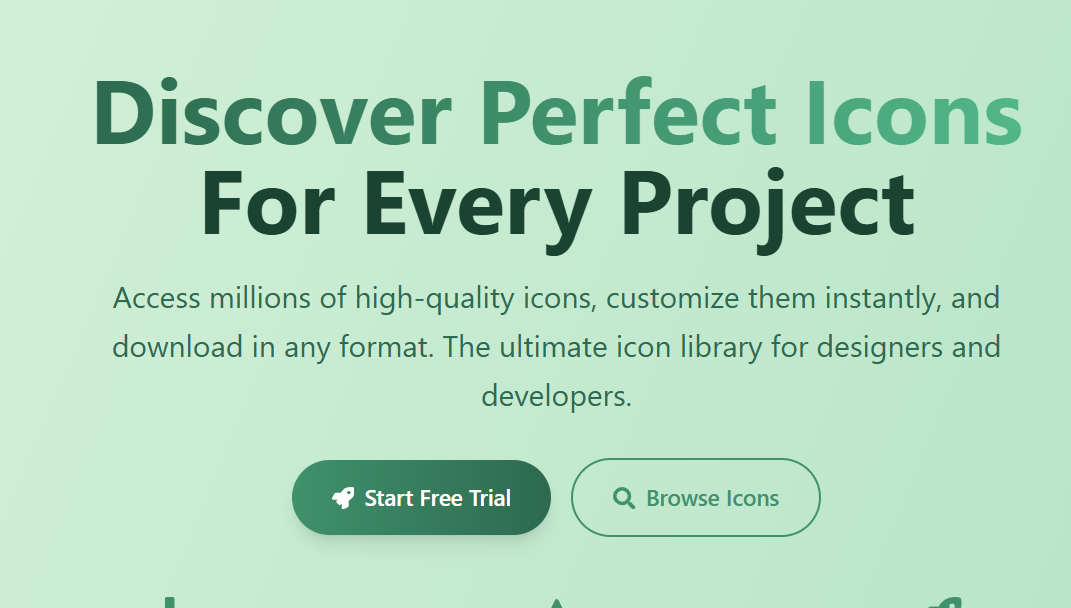 Discover Perfect Icons
For Every Project
Access millions of high-quality icons, customize them instantly, and
download in any format. The ultimate icon library for designers and
developers.
Start Free Trial
Browse Icons